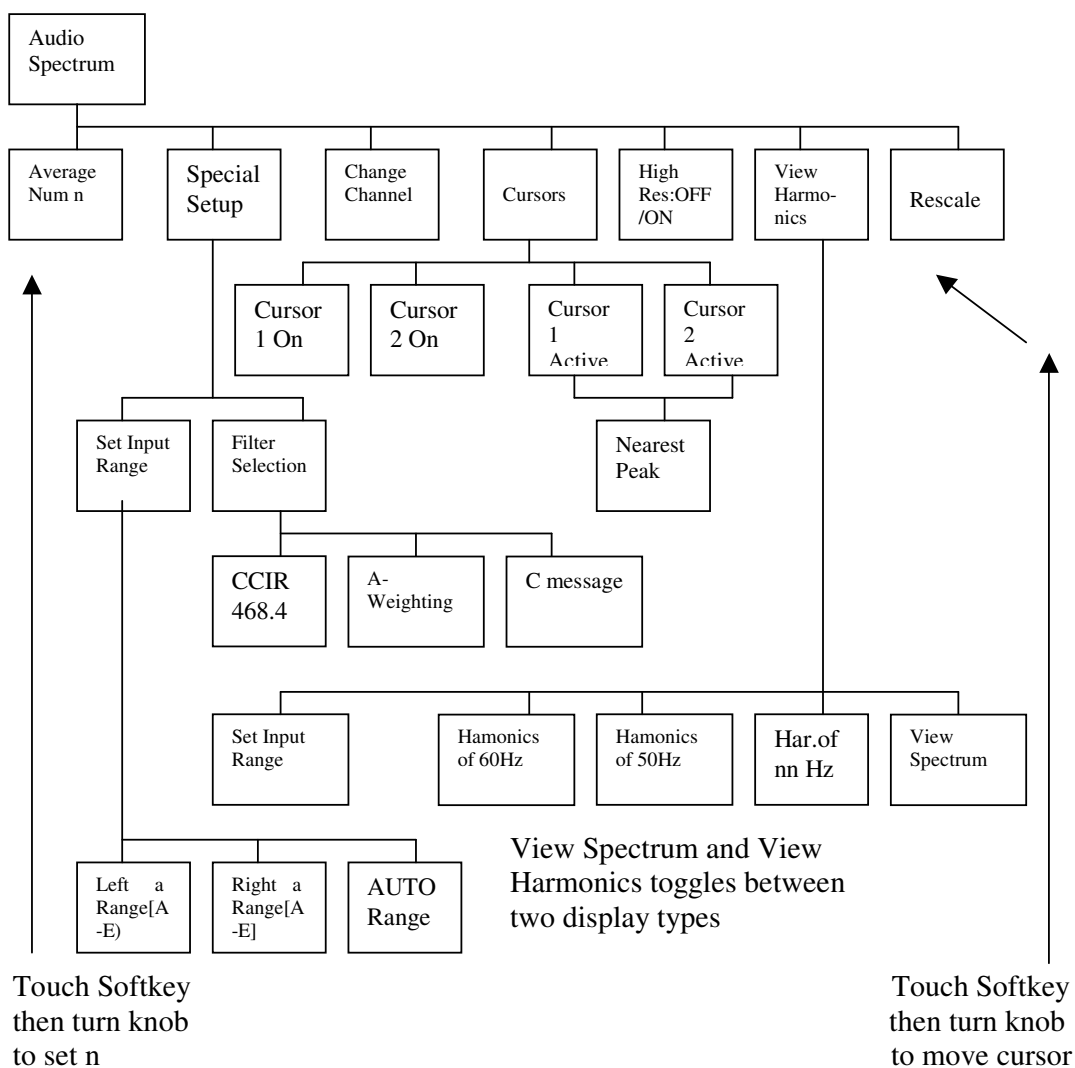 Audio
Spectrum
Average
Num n
Special
Setup
Change
Channel
Cursors
High
Res:OFF
/ON
View
Harmo-
nics
Rescale
Cursor
1 On
Cursor
2 On
Cursor
1
Active
Cursor
2
Active
Set Input
Range
Filter
Selection
Nearest
Peak
CCIR
468.4
A-
Weighting
C message
Set Input
Range
Hamonics
of 60Hz
Hamonics
of 50Hz
Har.of
nn Hz
View
Spectrum
Left a
Range[A
-E)
Right a
Range[A
-E]
AUTO
Range
View Spectrum and View
Harmonics toggles between
two display types
Touch Softkey
then turn knob
to set n
Touch Softkey
then turn knob
to move cursor